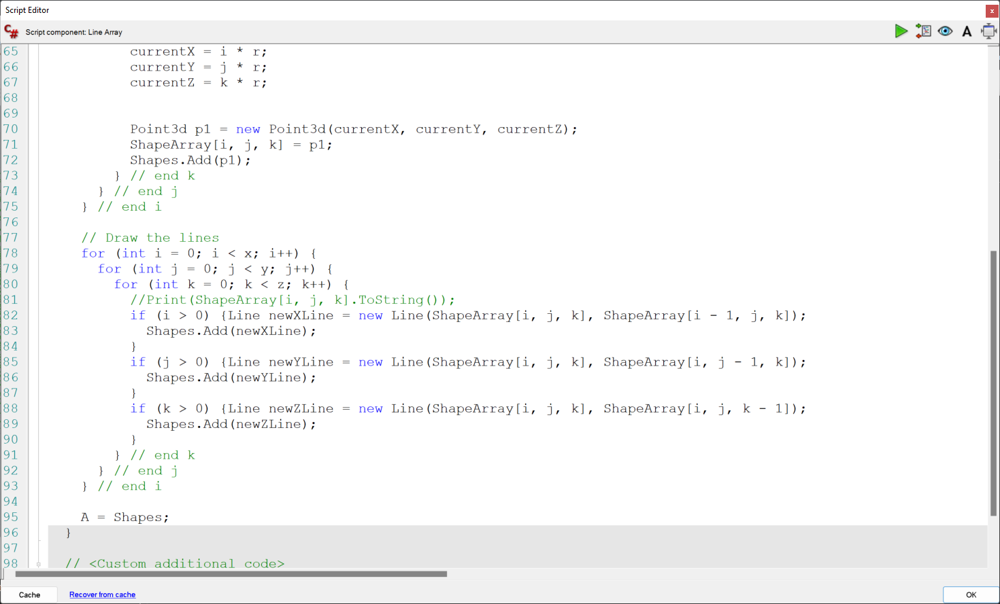 Script Editor
x
C# Script component: Line Array
A
65 currentX = i * r;
66 currentY = j * r;
67 currentZ = k * r;
68
69
70 Point3d p1 = new Point3d(currentX, currentY, currentZ);
71 ShapeArray[i, j, k] = p1;
72 Shapes.Add(p1);
73 } // end k
74 } // end j
75 } // end i
76
77 // Draw the lines
78 for (int i = 0; i < x; i++) {
79 for (int j = 0; j < y; j++) {
80 for (int k = 0; k < z; k++) {
81 //Print(ShapeArray[i, j, k].ToString());
82 if (i > 0) {Line newXLine = new Line(ShapeArray[i, j, k], ShapeArray[i - 1, j, k]);
83 Shapes.Add(newXLine);
84 }
85 if (j > 0) {Line newYLine = new Line(ShapeArray[i, j, k], ShapeArray[i, j - 1, k]);
86 Shapes.Add(newYLine);
87 }
88 if (k > 0) {Line newZLine = new Line(ShapeArray[i, j, k], ShapeArray[i, j, k - 1]);
89 Shapes.Add(newZLine);
90 }
91 } // end k
92 } // end j
93 } // end i
94
95 A = Shapes;
96 }
97
98 // <Custom additional code>
Cache Recover from cache OK